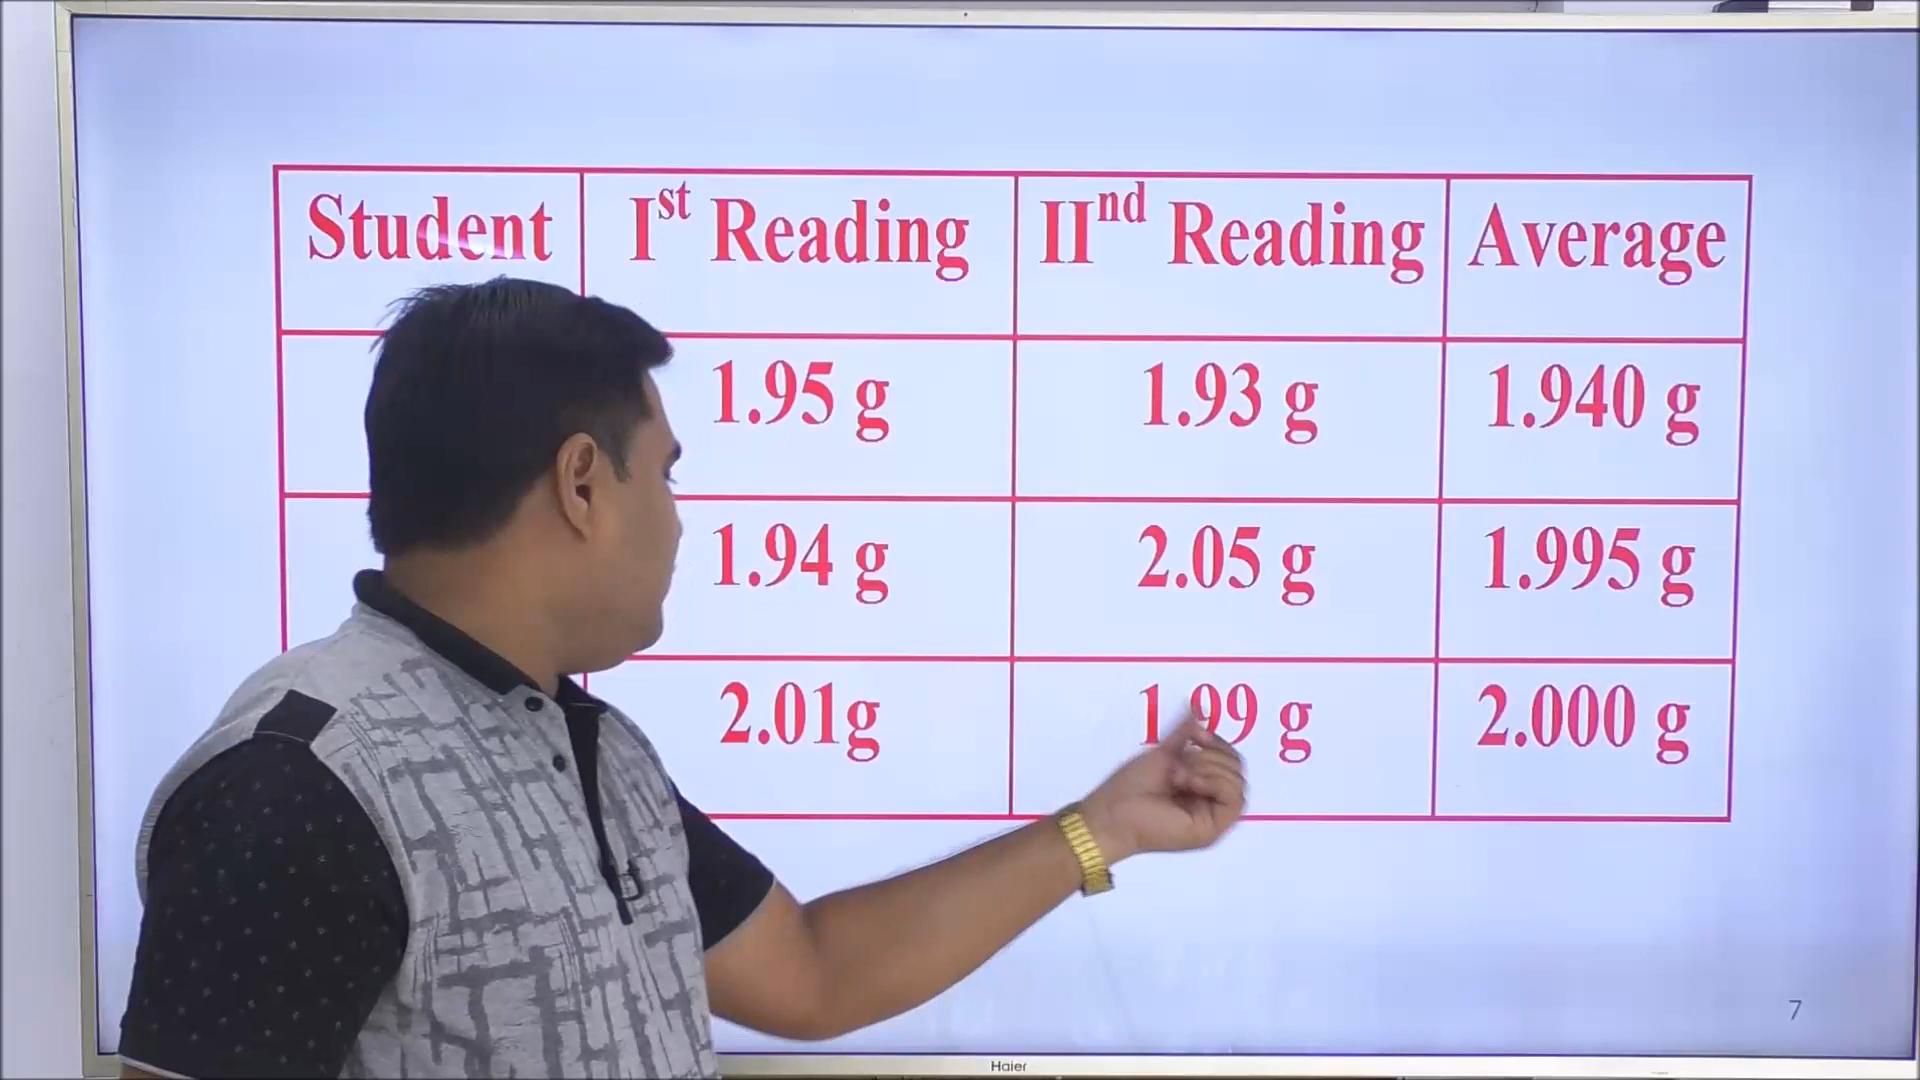 Student Iˢᵗ Reading IIⁿᵈ Reading Average
1.95 g 1.93 g 1.940 g
1.94 g 2.05 g 1.995 g
2.01g 1.99 g 2.000 g
7
Haier